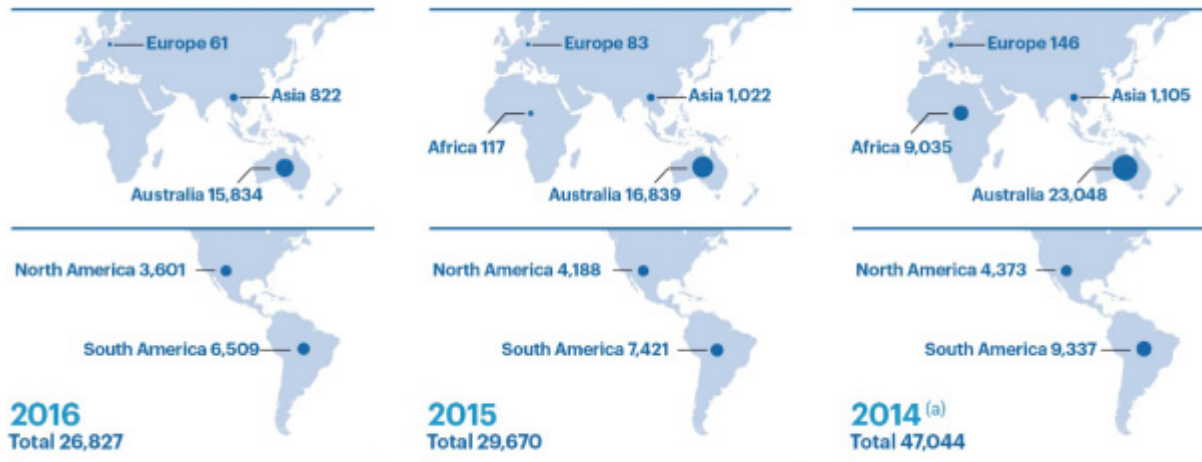 Europe 61
Asia 822
Australia 15,834
North America 3,601
South America 6,509
2016
Total 26,827
Europe 83
Asia 1,022
Africa 117
Australia 16,839
North America 4,188
South America 7,421
2015
Total 29,670
Europe 146
Asia 1,105
Africa 9,035
Australia 23,048
North America 4,373
South America 9,337
2014 (a)
Total 47,044